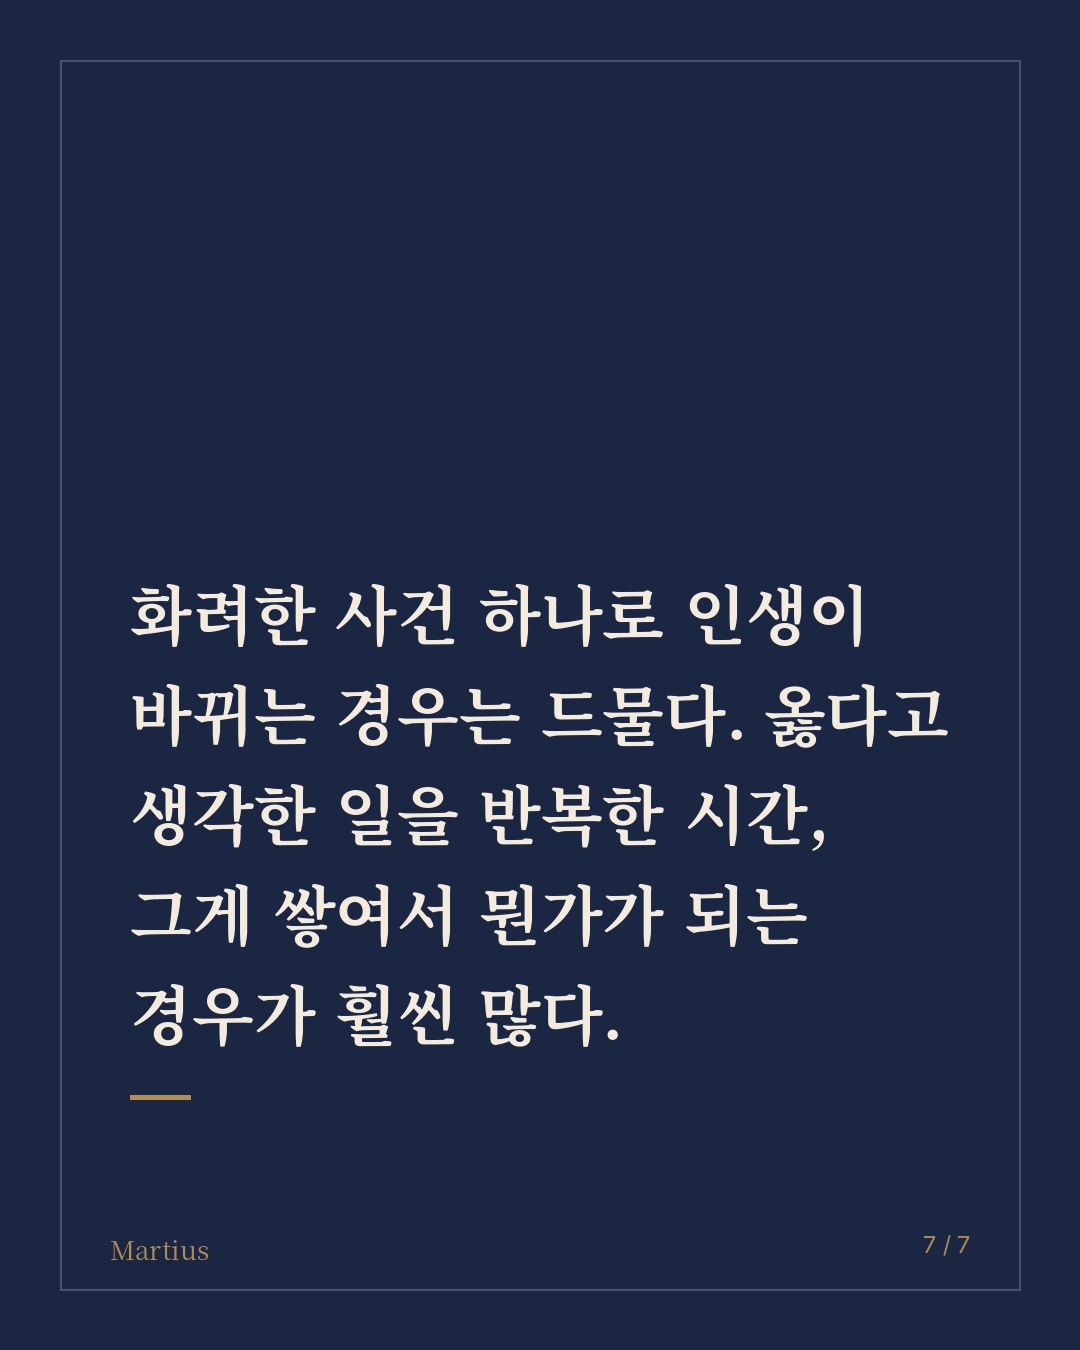 화려한 사건 하나로 인생이
바뀌는 경우는 드물다. 옳다고
생각한 일을 반복한 시간,
그게 쌓여서 뭔가가 되는
경우가 훨씬 많다.
Martius
7 / 7